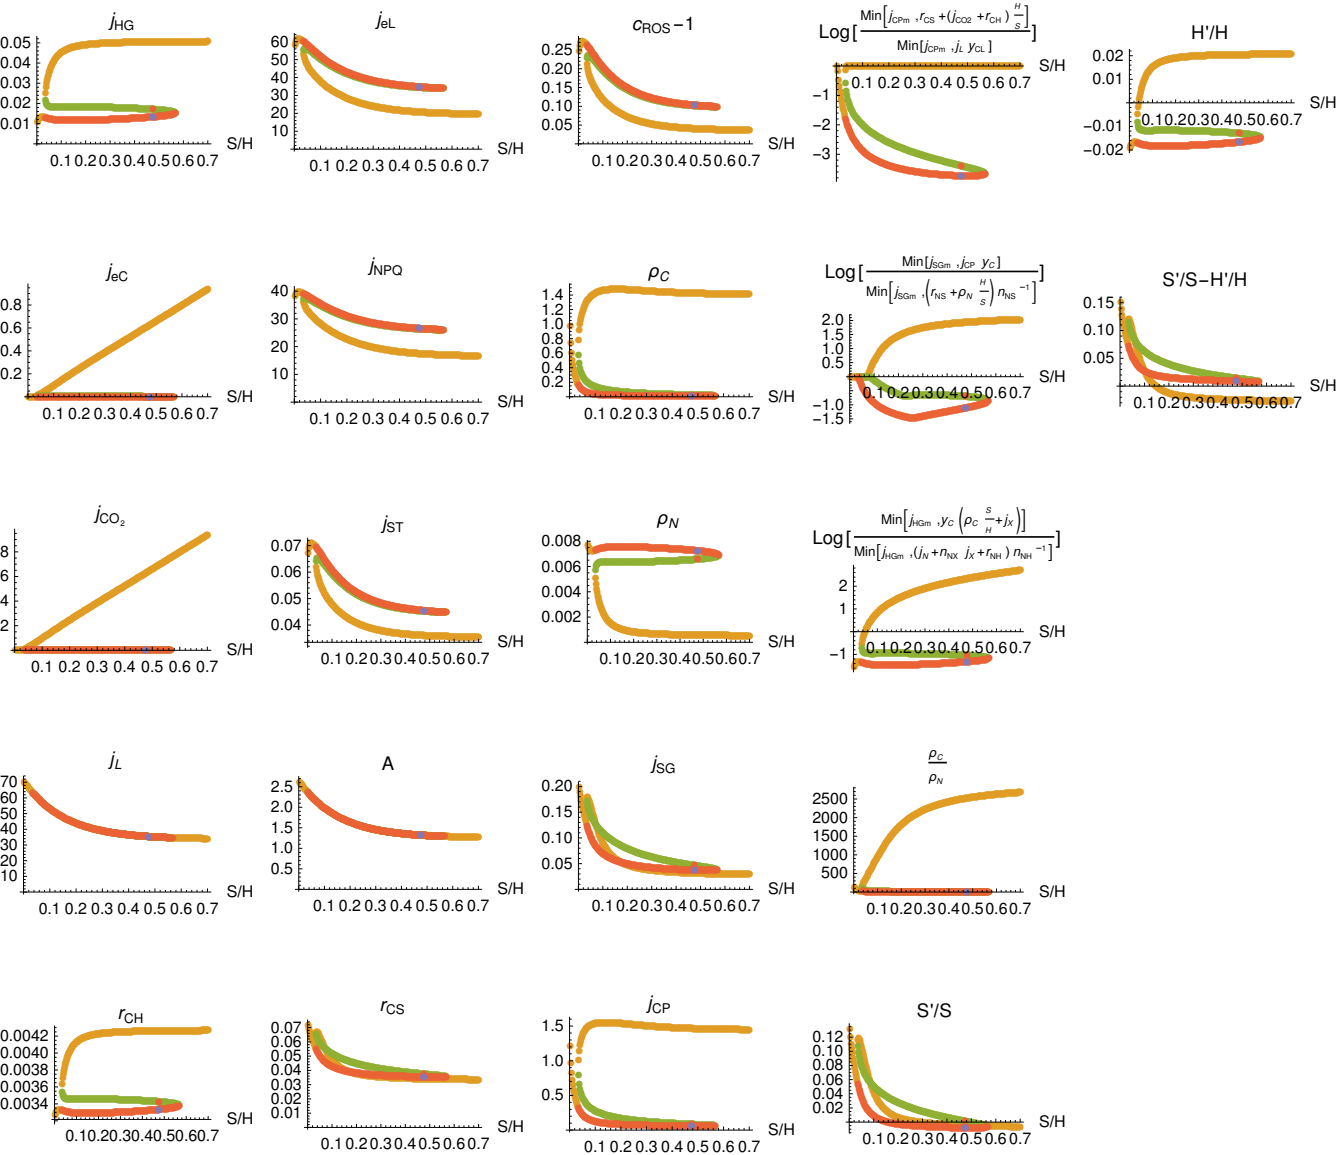 j_HG
0.05
0.04
0.03
0.02
0.01
0.1 0.2 0.3 0.4 0.5 0.6 0.7
S/H
j_eL
60
50
40
30
20
10
0.1 0.2 0.3 0.4 0.5 0.6 0.7
S/H
c_ROS−1
0.25
0.20
0.15
0.10
0.05
0.1 0.2 0.3 0.4 0.5 0.6 0.7
S/H
Log[ Min[j_CPm , r_CS +(j_CO2 + r_CH ) H/S] / Min[j_CPm , j_L y_CL ] ]
0.1 0.2 0.3 0.4 0.5 0.6 0.7
S/H
−1
−2
−3
H'/H
0.02
0.01
0.1 0.2 0.3 0.4 0.5 0.6 0.7
S/H
−0.01
−0.02
j_eC
0.8
0.6
0.4
0.2
0.1 0.2 0.3 0.4 0.5 0.6 0.7
S/H
j_NPQ
40
30
20
10
0.1 0.2 0.3 0.4 0.5 0.6 0.7
S/H
ρ_C
1.4
1.2
1.0
0.8
0.6
0.4
0.2
0.1 0.2 0.3 0.4 0.5 0.6 0.7
S/H
Log[ Min[j_SGm , j_CP y_C ] / Min[j_SGm ,(r_NS + ρ_N H/S) n_NS ⁻¹] ]
2.0
1.5
1.0
0.5
0.1 0.2 0.3 0.4 0.5 0.6 0.7
S/H
−1.0
−1.5
S'/S−H'/H
0.15
0.10
0.05
0.1 0.2 0.3 0.4 0.5 0.6 0.7
S/H
j_CO₂
8
6
4
2
0.1 0.2 0.3 0.4 0.5 0.6 0.7
S/H
j_ST
0.07
0.06
0.05
0.04
0.1 0.2 0.3 0.4 0.5 0.6 0.7
S/H
ρ_N
0.008
0.006
0.004
0.002
0.1 0.2 0.3 0.4 0.5 0.6 0.7
S/H
Log[ Min[j_HGm , y_C (ρ_C S/H + j_X )] / Min[j_HGm ,(j_N + n_NX j_X + r_NH ) n_NH ⁻¹] ]
2
1
0.1 0.2 0.3 0.4 0.5 0.6 0.7
S/H
−1
j_L
70
60
50
40
30
20
10
0.1 0.2 0.3 0.4 0.5 0.6 0.7
S/H
A
2.5
2.0
1.5
1.0
0.5
0.1 0.2 0.3 0.4 0.5 0.6 0.7
S/H
j_SG
0.20
0.15
0.10
0.05
0.1 0.2 0.3 0.4 0.5 0.6 0.7
S/H
ρ_C / ρ_N
2500
2000
1500
1000
500
0.1 0.2 0.3 0.4 0.5 0.6 0.7
S/H
r_CH
0.0042
0.0040
0.0038
0.0036
0.0034
0.1 0.2 0.3 0.4 0.5 0.6 0.7
S/H
r_CS
0.07
0.06
0.05
0.04
0.03
0.02
0.01
0.1 0.2 0.3 0.4 0.5 0.6 0.7
S/H
j_CP
1.5
1.0
0.5
0.1 0.2 0.3 0.4 0.5 0.6 0.7
S/H
S'/S
0.12
0.10
0.08
0.06
0.04
0.02
0.1 0.2 0.3 0.4 0.5 0.6 0.7
S/H